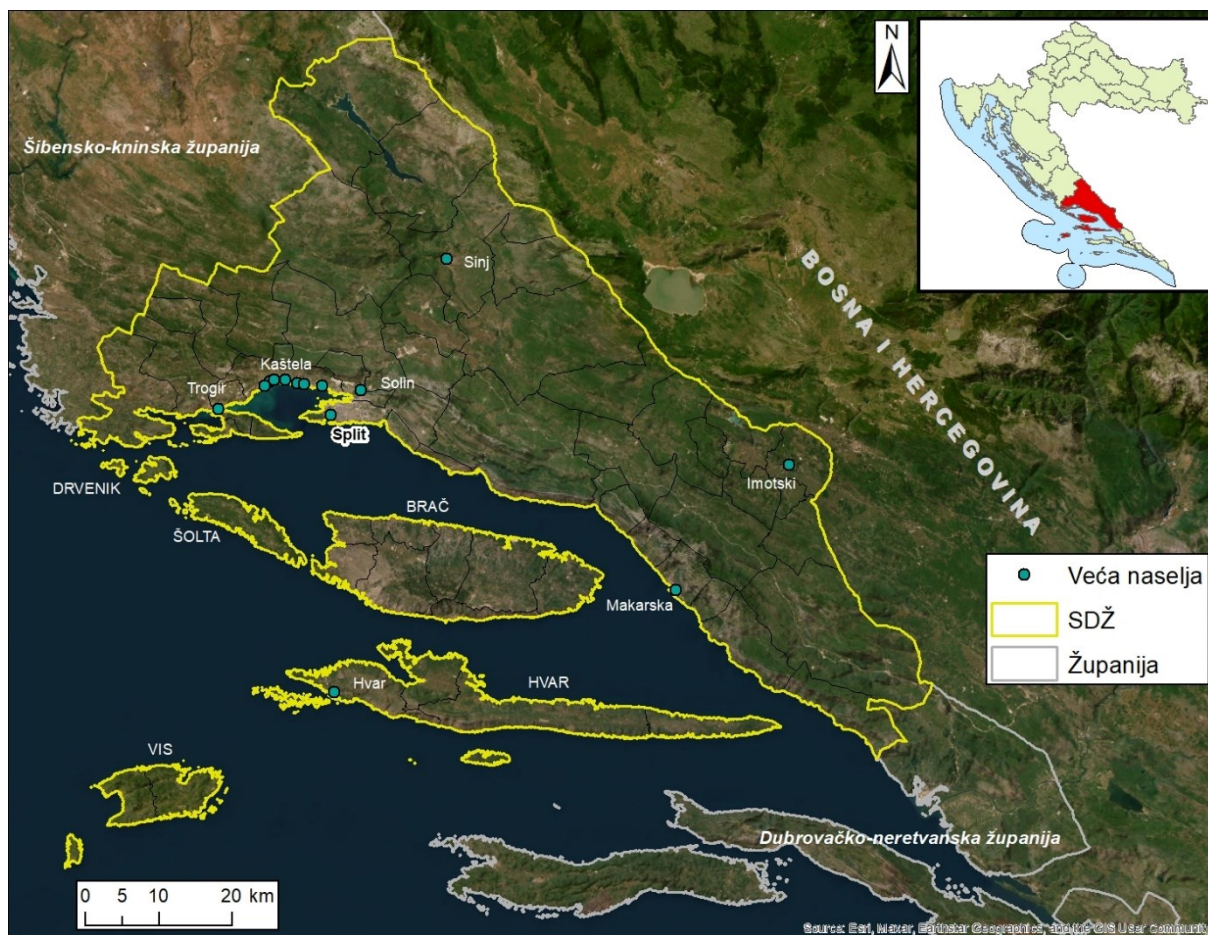 N
Šibensko-kninska županija
BOSNA I HERCEGOVINA
Sinj
Kaštela
Trogir
Solin
Split
Imotski
DRVENIK
ŠOLTA
BRAČ
Makarska
Hvar
HVAR
VIS
Veća naselja
SDŽ
Županija
Dubrovačko-neretvanska županija
0 5 10 20 km
Source: Esri, Maxar, Earthstar Geographics, and the GIS User Community